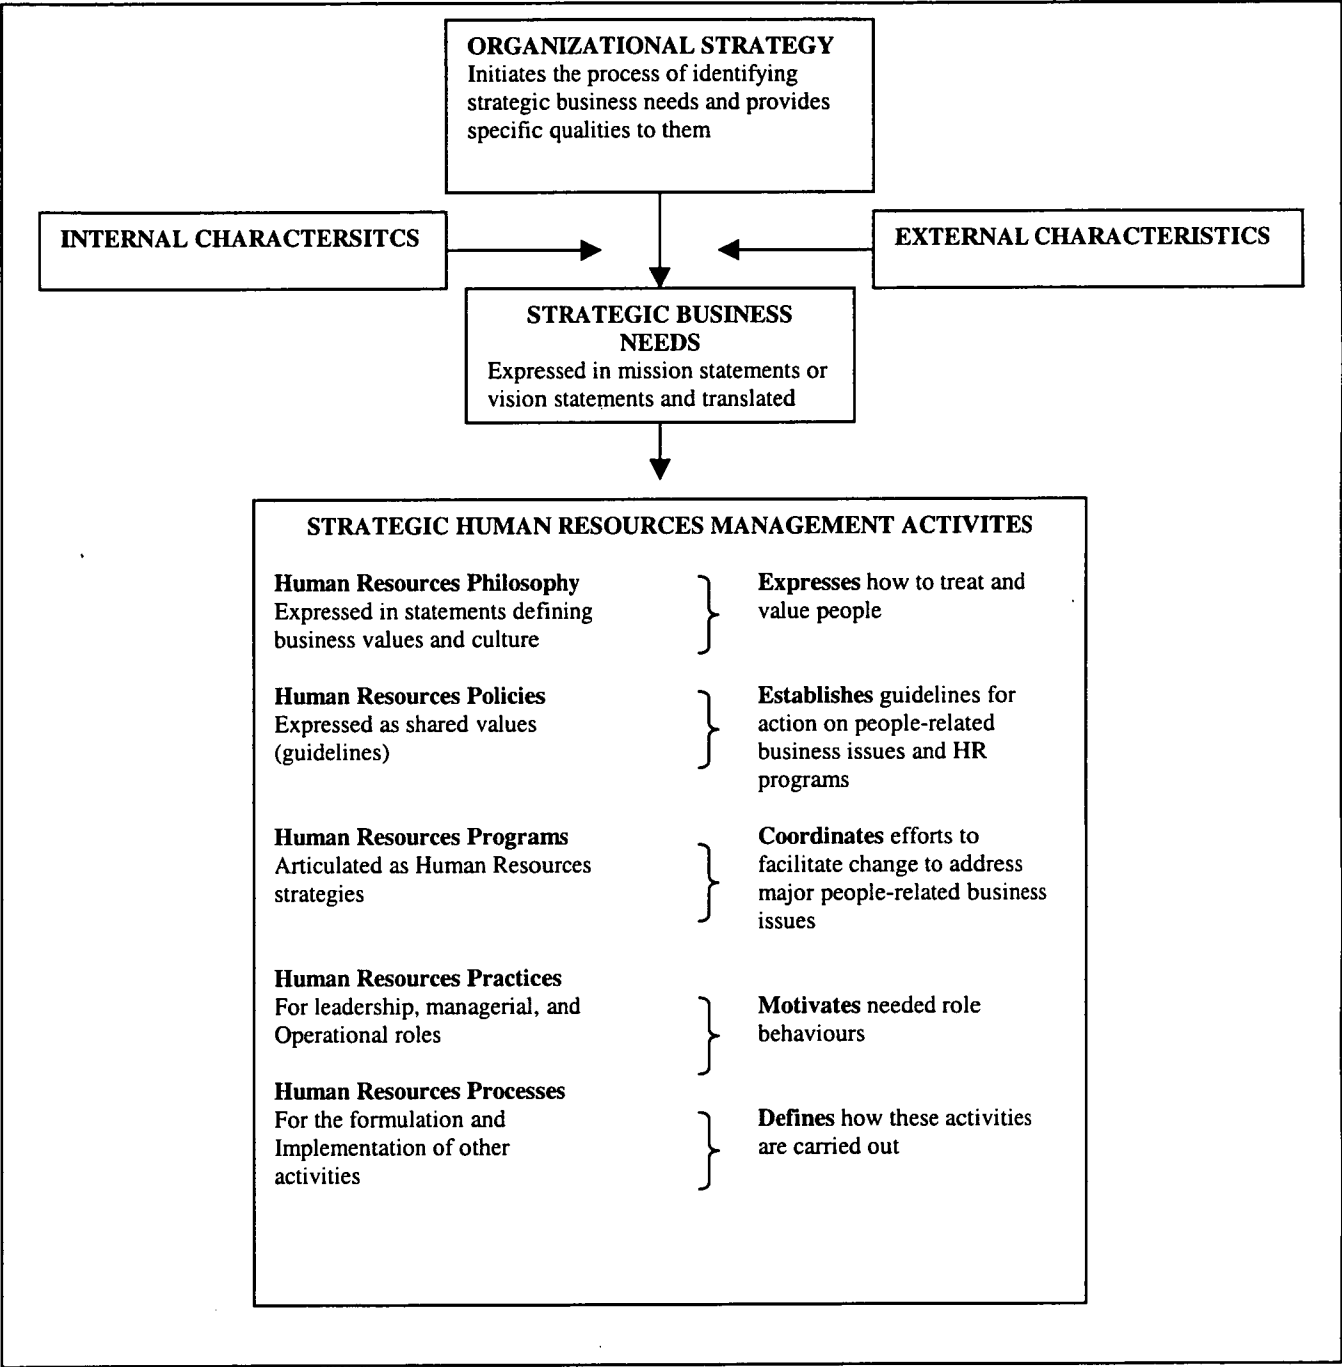 ORGANIZATIONAL STRATEGY
Initiates the process of identifying
strategic business needs and provides
specific qualities to them
INTERNAL CHARACTERSITCS
EXTERNAL CHARACTERISTICS
STRATEGIC BUSINESS
NEEDS
Expressed in mission statements or
vision statements and translated
STRATEGIC HUMAN RESOURCES MANAGEMENT ACTIVITES
Human Resources Philosophy
Expressed in statements defining
business values and culture
Expresses how to treat and
value people
Human Resources Policies
Expressed as shared values
(guidelines)
Establishes guidelines for
action on people-related
business issues and HR
programs
Human Resources Programs
Articulated as Human Resources
strategies
Coordinates efforts to
facilitate change to address
major people-related business
issues
Human Resources Practices
For leadership, managerial, and
Operational roles
Motivates needed role
behaviours
Human Resources Processes
For the formulation and
Implementation of other
activities
Defines how these activities
are carried out